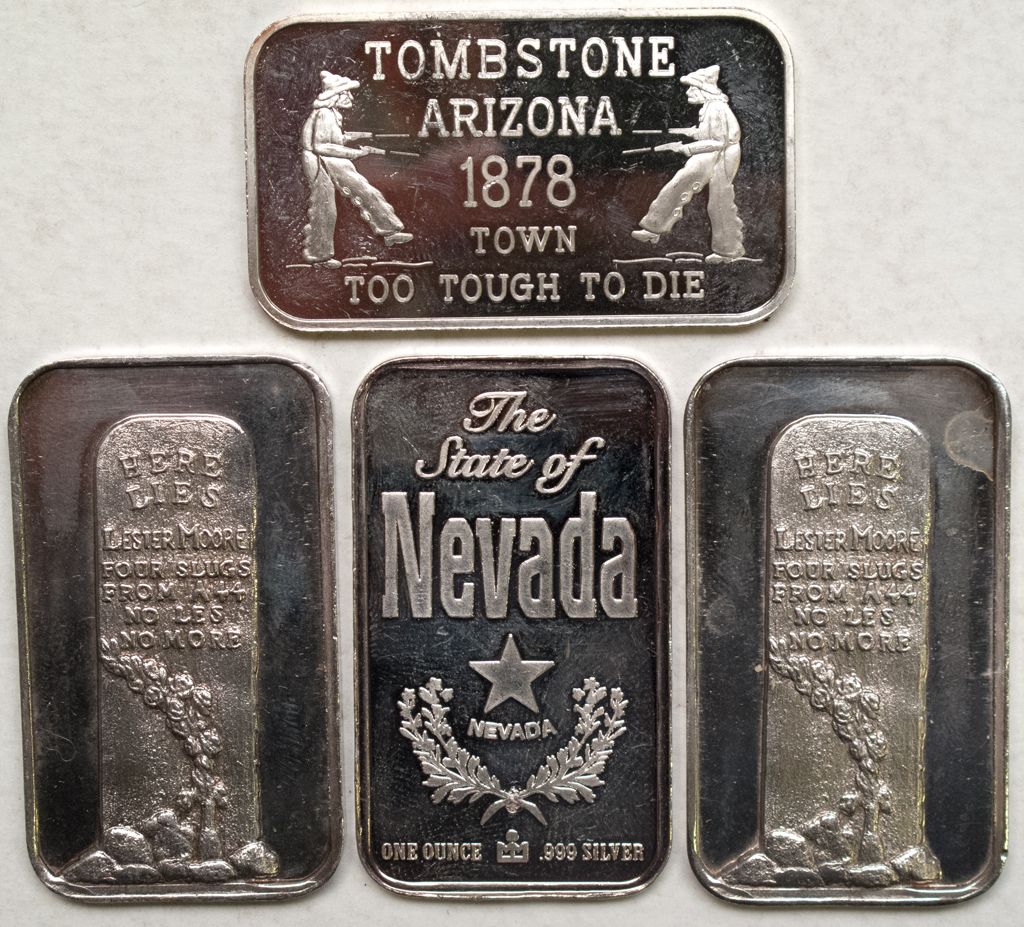 TOMBSTONE
ARIZONA
1878
TOWN
TOO TOUGH TO DIE
HERE
LIES
LESTER MOORE
FOUR SLUGS
FROM A 44
NO LES
NO MORE
The
State of
Nevada
NEVADA
ONE OUNCE .999 SILVER
HERE
LIES
LESTER MOORE
FOUR SLUGS
FROM A 44
NO LES
NO MORE